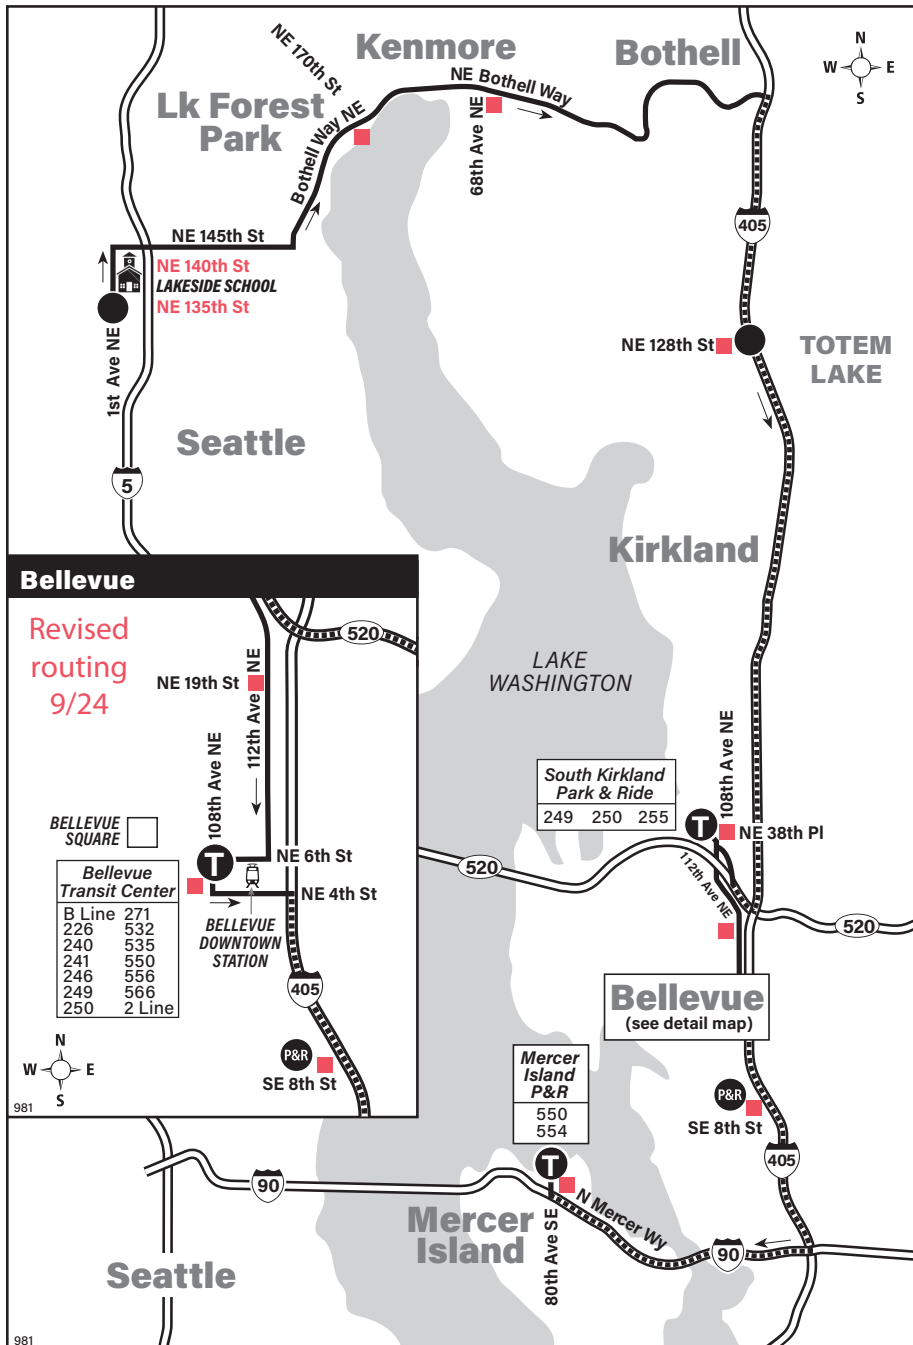 Kenmore
Bothell
NE 170th St
N
W
E
S
NE Bothell Way
Lk Forest
Park
Bothell Way NE
68th Ave NE
405
NE 145th St
NE 140th St
LAKESIDE SCHOOL
NE 135th St
1st Ave NE
NE 128th St
TOTEM
LAKE
Seattle
5
Kirkland
Bellevue
Revised
routing
9/24
520
NE 19th St
112th Ave NE
108th Ave NE
BELLEVUE
SQUARE
T
NE 6th St
NE 4th St
Bellevue
Transit Center
B Line 271
226 532
240 535
241 550
246 556
249 566
250 2 Line
BELLEVUE
DOWNTOWN
STATION
405
N
W
E
S
P&R
SE 8th St
981
LAKE
WASHINGTON
South Kirkland
Park & Ride
249 250 255
108th Ave NE
T
NE 38th Pl
112th Ave NE
520
520
Bellevue
(see detail map)
Mercer
Island
P&R
550
554
P&R
SE 8th St
405
T
90
N Mercer Wy
80th Ave SE
Mercer
Island
90
Seattle
981